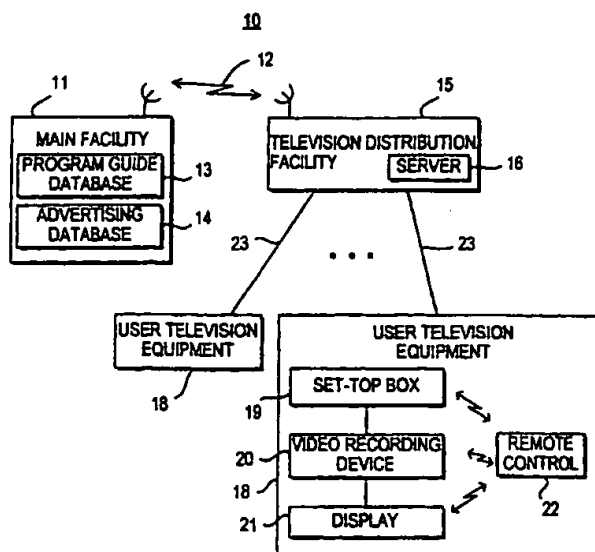 10
12
11
15
MAIN FACILITY
PROGRAM GUIDE
DATABASE
13
ADVERTISING
DATABASE
14
TELEVISION DISTRIBUTION
FACILITY
SERVER
16
23
23
USER TELEVISION
EQUIPMENT
18
USER TELEVISION
EQUIPMENT
SET-TOP BOX
19
VIDEO RECORDING
DEVICE
20
18
REMOTE
CONTROL
22
DISPLAY
21